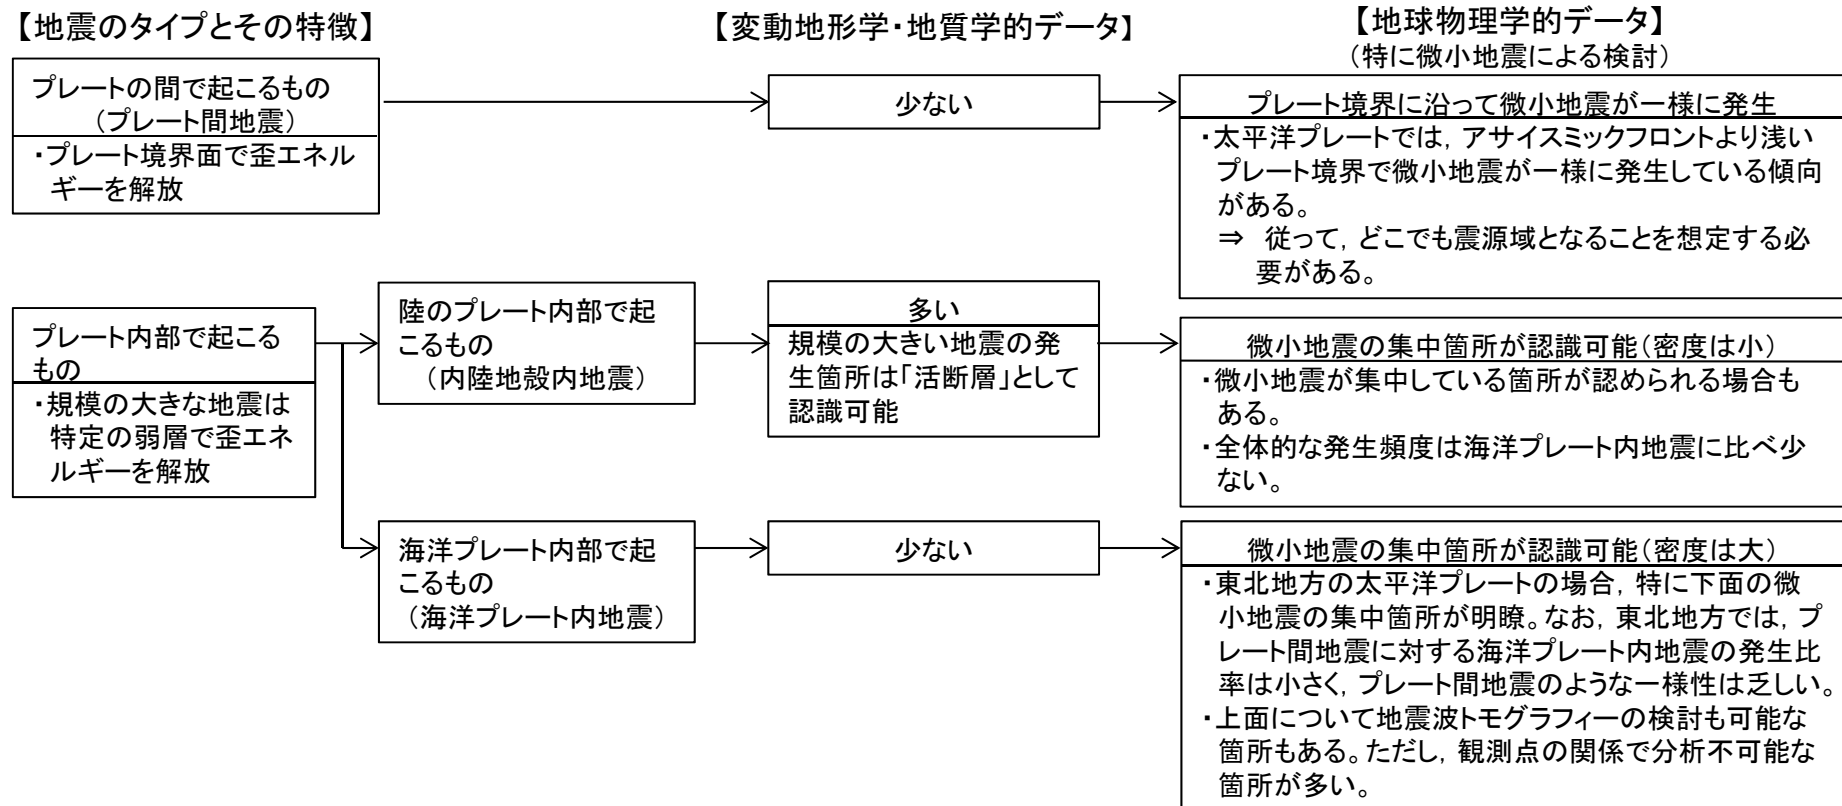 【地震のタイプとその特徴】
【変動地形学・地質学的データ】
【地球物理学的データ】
（特に微小地震による検討）
プレートの間で起こるもの
（プレート間地震）
・プレート境界面で歪エネル
ギーを解放
少ない
プレート境界に沿って微小地震が一様に発生
・太平洋プレートでは，アサイスミックフロントより浅い
プレート境界で微小地震が一様に発生している傾向
がある。
⇒　従って，どこでも震源域となることを想定する必
要がある。
プレート内部で起こる
もの
・規模の大きな地震は
特定の弱層で歪エネ
ルギーを解放
陸のプレート内部で起
こるもの
（内陸地殻内地震）
多い
規模の大きい地震の発
生箇所は「活断層」として
認識可能
微小地震の集中箇所が認識可能（密度は小）
・微小地震が集中している箇所が認められる場合も
ある。
・全体的な発生頻度は海洋プレート内地震に比べ少
ない。
海洋プレート内部で起
こるもの
（海洋プレート内地震）
少ない
微小地震の集中箇所が認識可能（密度は大）
・東北地方の太平洋プレートの場合，特に下面の微
小地震の集中箇所が明瞭。なお，東北地方では，プ
レート間地震に対する海洋プレート内地震の発生比
率は小さく，プレート間地震のような一様性は乏しい。
・上面について地震波トモグラフィーの検討も可能な
箇所もある。ただし，観測点の関係で分析不可能な
箇所が多い。